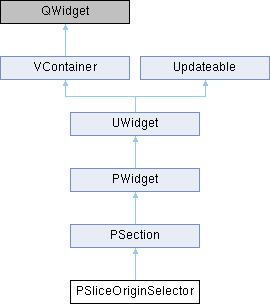 QWidget
VContainer
Updateable
UWidget
PWidget
PSection
PSliceOriginSelector